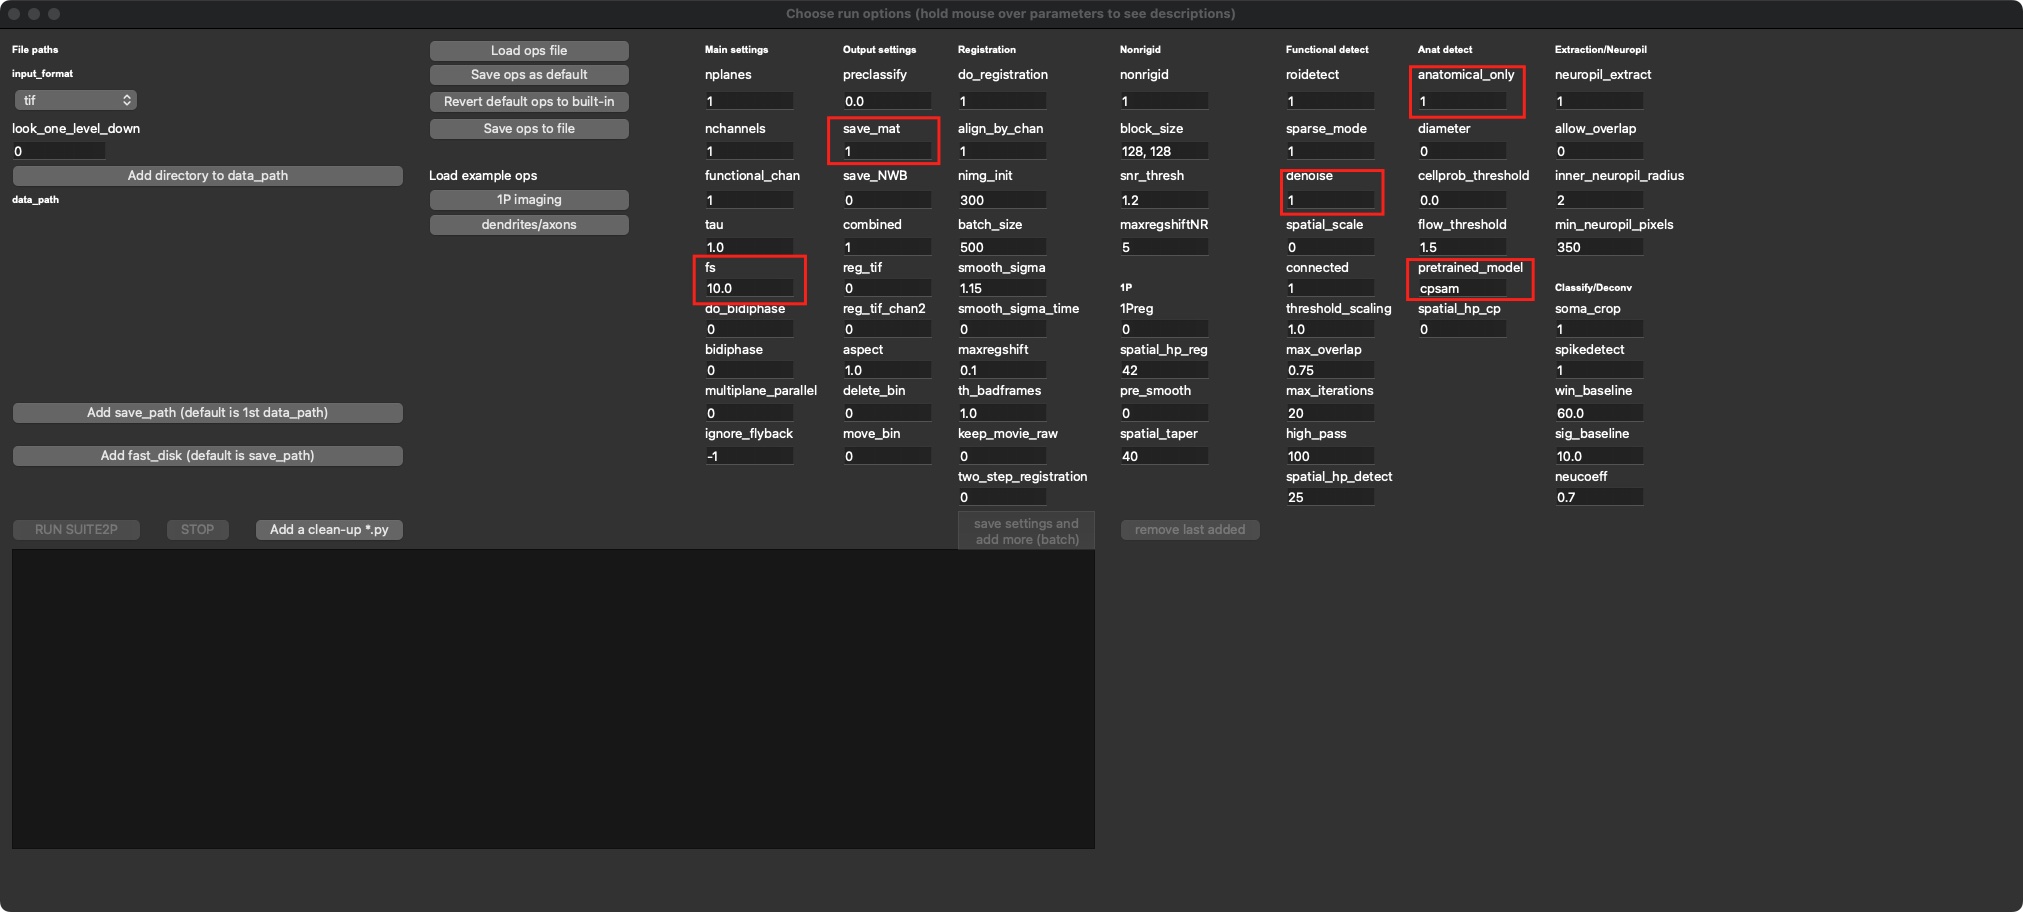 Choose run options (hold mouse over parameters to see descriptions)
File paths
input_format
tif
look_one_level_down
0
Add directory to data_path
data_path
Add save_path (default is 1st data_path)
Add fast_disk (default is save_path)
RUN SUITE2P
STOP
Add a clean-up *.py
Load ops file
Save ops as default
Revert default ops to built-in
Save ops to file
Load example ops
1P imaging
dendrites/axons
Main settings
nplanes
1
nchannels
1
functional_chan
1
tau
1.0
fs
10.0
do_bidiphase
0
bidiphase
0
multiplane_parallel
0
ignore_flyback
-1
Output settings
preclassify
0.0
save_mat
1
save_NWB
0
combined
1
reg_tif
0
reg_tif_chan2
0
aspect
1.0
delete_bin
0
move_bin
0
Registration
do_registration
1
align_by_chan
1
nimg_init
300
batch_size
500
smooth_sigma
1.15
smooth_sigma_time
0
maxregshift
0.1
th_badframes
1.0
keep_movie_raw
0
two_step_registration
0
save settings and
add more (batch)
Nonrigid
nonrigid
1
block_size
128, 128
snr_thresh
1.2
maxregshiftNR
5
1P
1Preg
0
spatial_hp_reg
42
pre_smooth
0
spatial_taper
40
remove last added
Functional detect
roidetect
1
sparse_mode
1
denoise
1
spatial_scale
0
connected
1
threshold_scaling
1.0
max_overlap
0.75
max_iterations
20
high_pass
100
spatial_hp_detect
25
Anat detect
anatomical_only
1
diameter
0
cellprob_threshold
0.0
flow_threshold
1.5
pretrained_model
cpsam
spatial_hp_cp
0
Extraction/Neuropil
neuropil_extract
1
allow_overlap
0
inner_neuropil_radius
2
min_neuropil_pixels
350
Classify/Deconv
soma_crop
1
spikedetect
1
win_baseline
60.0
sig_baseline
10.0
neucoeff
0.7